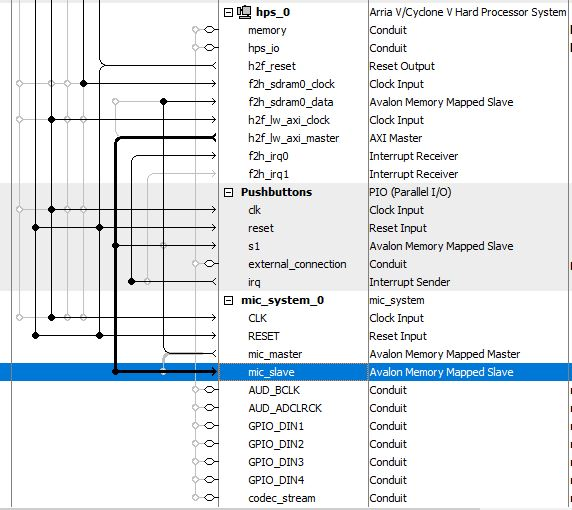 hps_0 Arria V/Cyclone V Hard Processor System
memory Conduit
hps_io Conduit
h2f_reset Reset Output
f2h_sdram0_clock Clock Input
f2h_sdram0_data Avalon Memory Mapped Slave
h2f_lw_axi_clock Clock Input
h2f_lw_axi_master AXI Master
f2h_irq0 Interrupt Receiver
f2h_irq1 Interrupt Receiver
Pushbuttons PIO (Parallel I/O)
clk Clock Input
reset Reset Input
s1 Avalon Memory Mapped Slave
external_connection Conduit
irq Interrupt Sender
mic_system_0 mic_system
CLK Clock Input
RESET Reset Input
mic_master Avalon Memory Mapped Master
mic_slave Avalon Memory Mapped Slave
AUD_BCLK Conduit
AUD_ADCLRCK Conduit
GPIO_DIN1 Conduit
GPIO_DIN2 Conduit
GPIO_DIN3 Conduit
GPIO_DIN4 Conduit
codec_stream Conduit